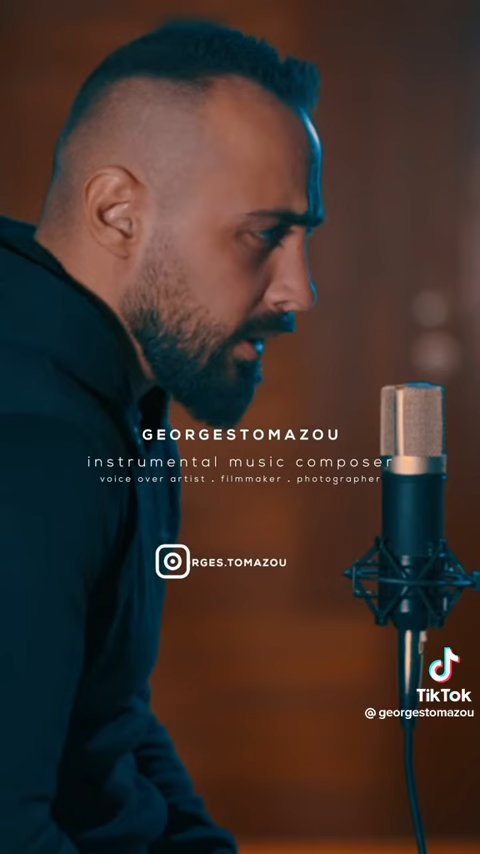 GEORGESTOMAZOU
instrumental music composer
voice over artist . filmmaker . photographer
RGES.TOMAZOU
TikTok
@ georgestomazou